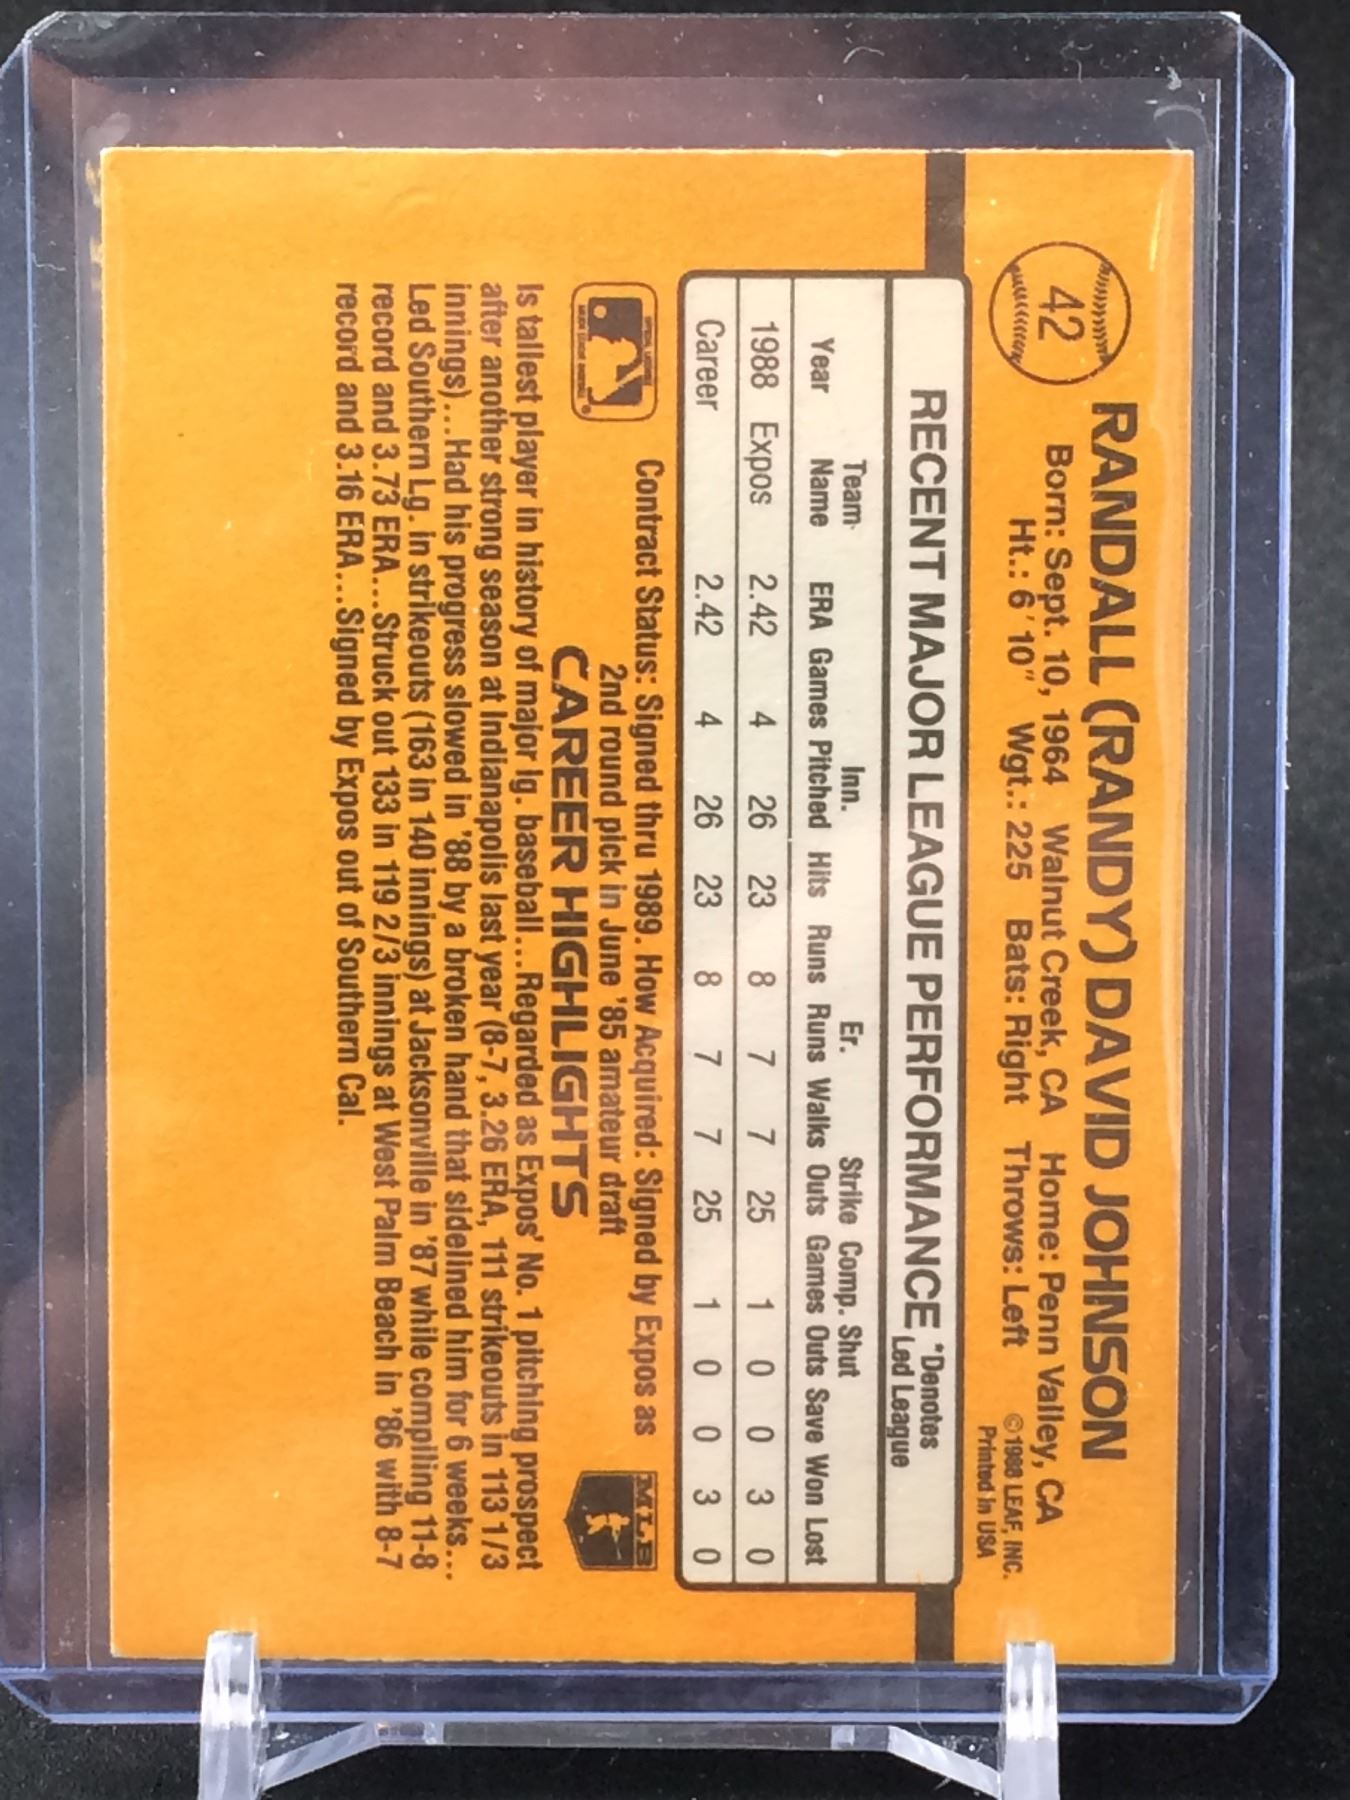 42
RANDALL (RANDY) DAVID JOHNSON
Born: Sept. 10, 1964 Walnut Creek, CA Home: Penn Valley, CA
Ht.: 6'10" Wgt.: 225 Bats: Right Throws: Left
© 1988 LEAF, INC.
Printed in USA
RECENT MAJOR LEAGUE PERFORMANCE *Denotes Led League
Team Inn. Er. Strike Comp. Shut
Year Name ERA Games Pitched Hits Runs Runs Walks Outs Games Outs Save Won Lost
1988 Expos 2.42 4 26 23 8 7 7 25 1 0 0 3 0
Career 2.42 4 26 23 8 7 7 25 1 0 0 3 0
Contract Status: Signed thru 1989. How Acquired: Signed by Expos as
2nd round pick in June '85 amateur draft
MLB
CAREER HIGHLIGHTS
Is tallest player in history of major lg. baseball...Regarded as Expos' No. 1 pitching prospect
after another strong season at Indianapolis last year (8-7, 3.26 ERA, 111 strikeouts in 113 1/3
innings)...Had his progress slowed in '88 by a broken hand that sidelined him for 6 weeks...
Led Southern Lg. in strikeouts (163 in 140 innings) at Jacksonville in '87 while compiling 11-8
record and 3.73 ERA...Struck out 133 in 119 2/3 innings at West Palm Beach in '86 with 8-7
record and 3.16 ERA...Signed by Expos out of Southern Cal.